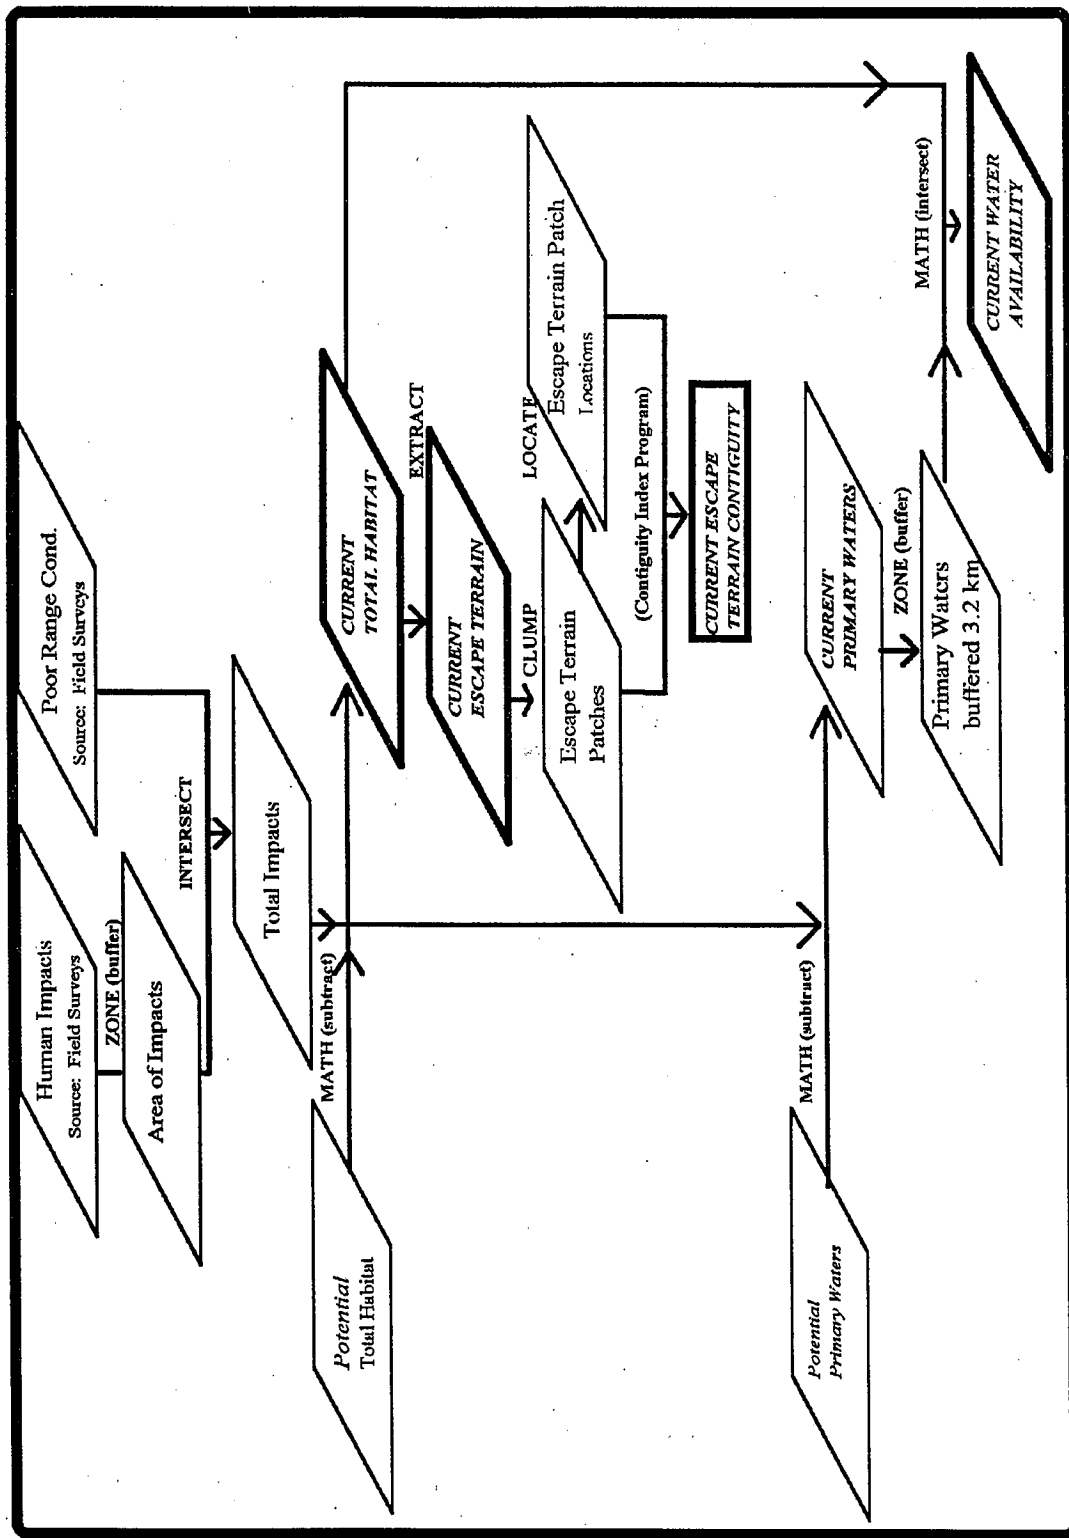 Human Impacts
Source: Field Surveys
Poor Range Cond.
Source: Field Surveys
ZONE (buffer)
Area of Impacts
INTERSECT
Total Impacts
MATH (subtract)
Potential
Total Habitat
CURRENT
TOTAL HABITAT
EXTRACT
CURRENT
ESCAPE TERRAIN
CLUMP
LOCATE
Escape Terrain
Patches
Escape Terrain Patch
Locations
(Contiguity Index Program)
CURRENT ESCAPE
TERRAIN CONTIGUITY
MATH (subtract)
Potential
Primary Waters
CURRENT
PRIMARY WATERS
ZONE (buffer)
Primary Waters
buffered 3.2 km
MATH (intersect)
CURRENT WATER
AVAILABILITY